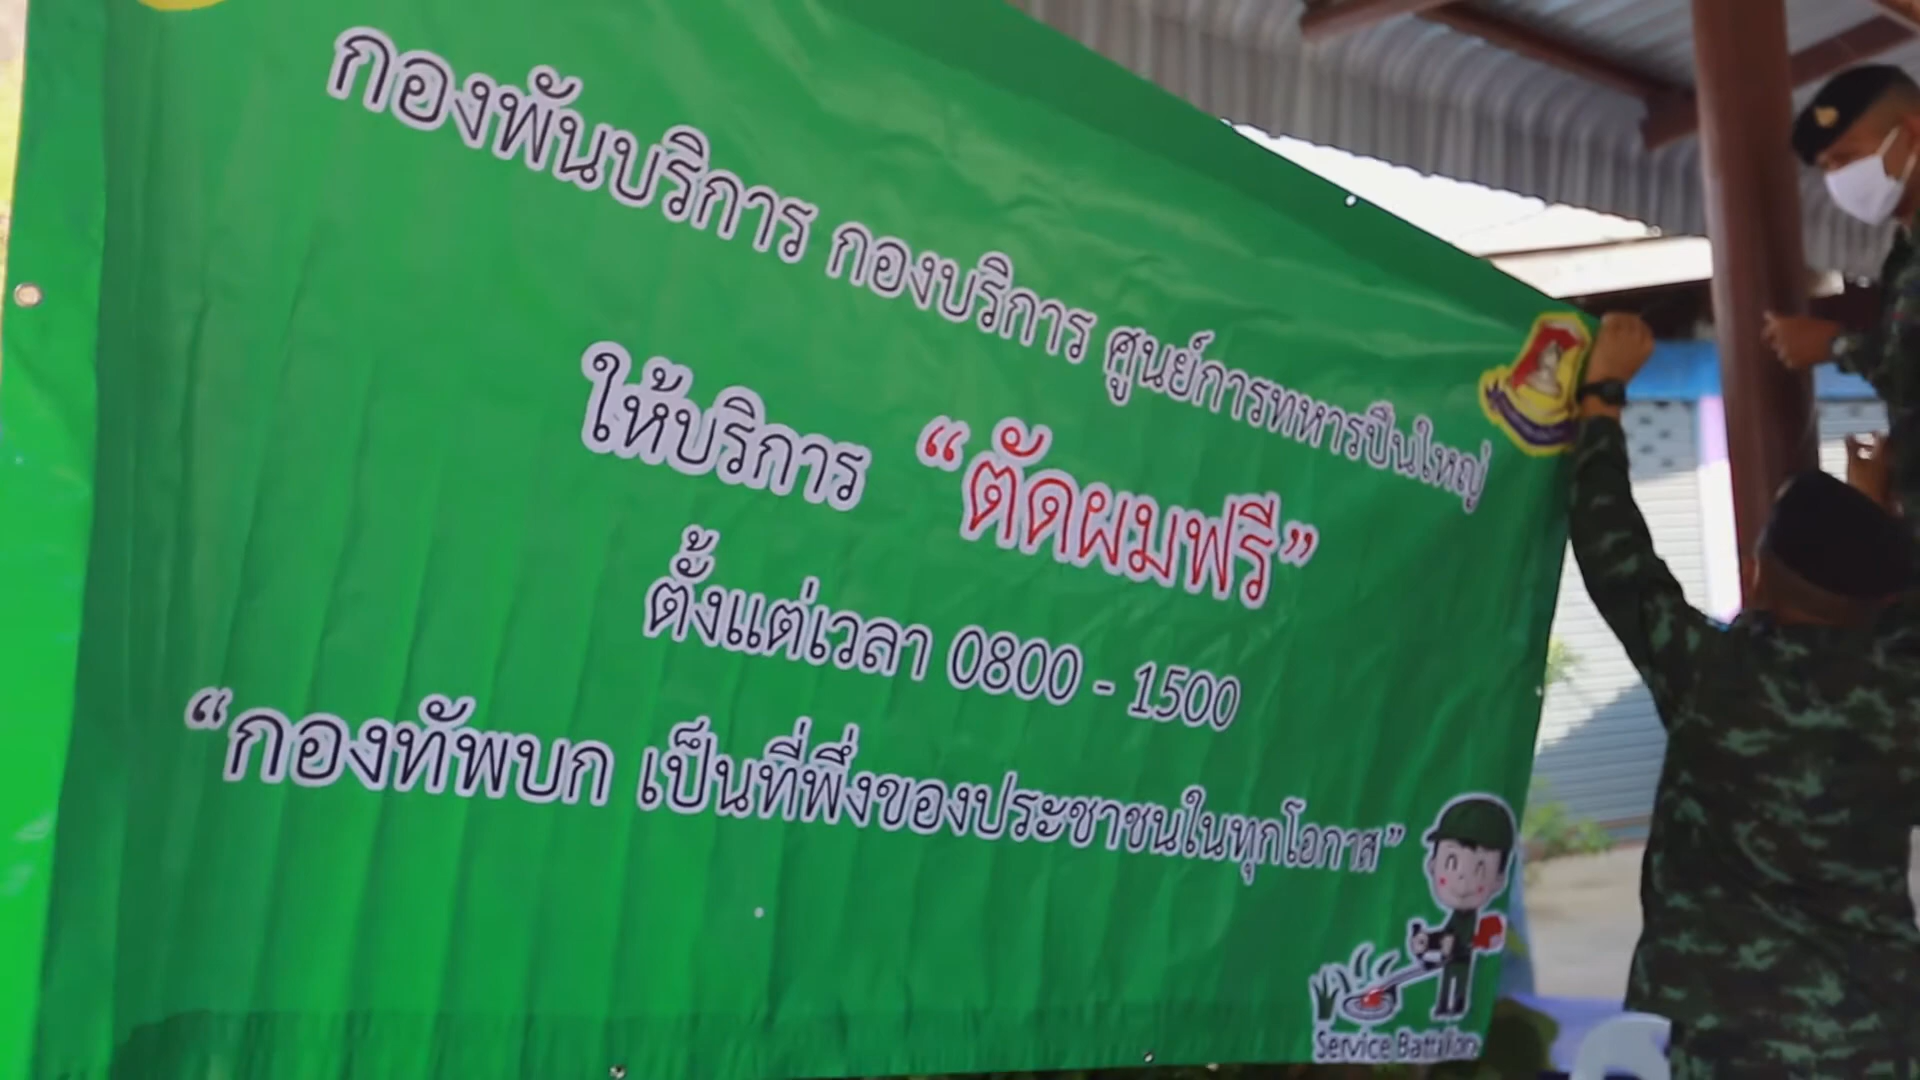 กองพันบริการ กองบริการ ศูนย์การทหารปืนใหญ่
ให้บริการ “ตัดผมฟรี”
ตั้งแต่เวลา 0800 - 1500
“กองทัพบก เป็นที่พึ่งของประชาชนในทุกโอกาส”
Service Battalion